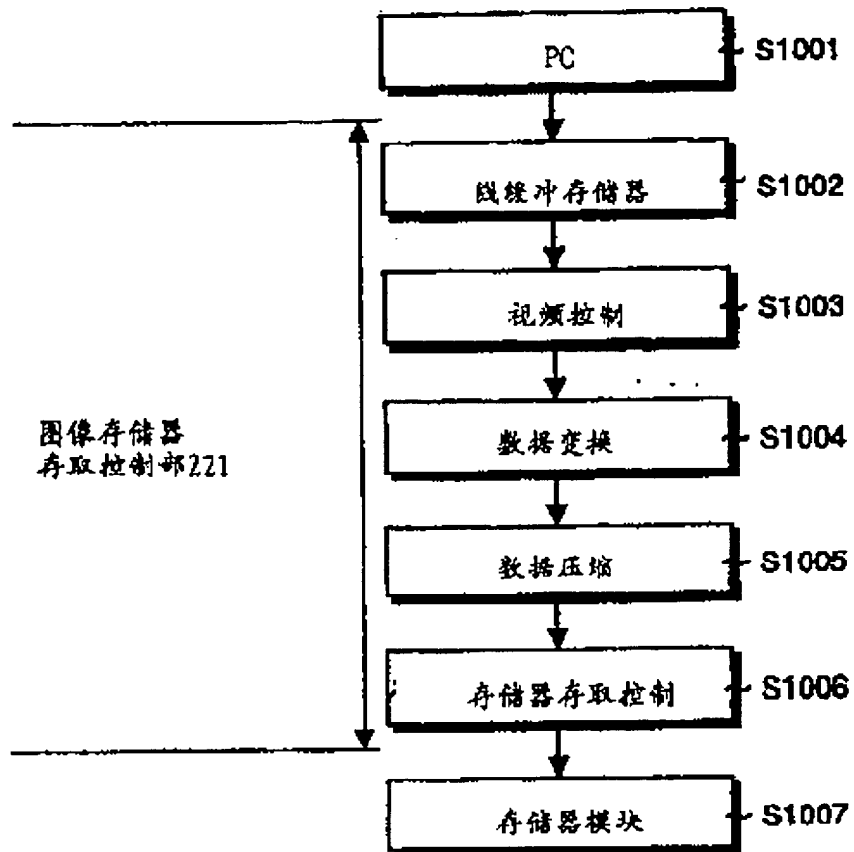 PC
S1001
线缓冲存储器
S1002
视频控制
S1003
图像存储器
存取控制部221
数据变换
S1004
数据压缩
S1005
存储器存取控制
S1006
存储器模块
S1007